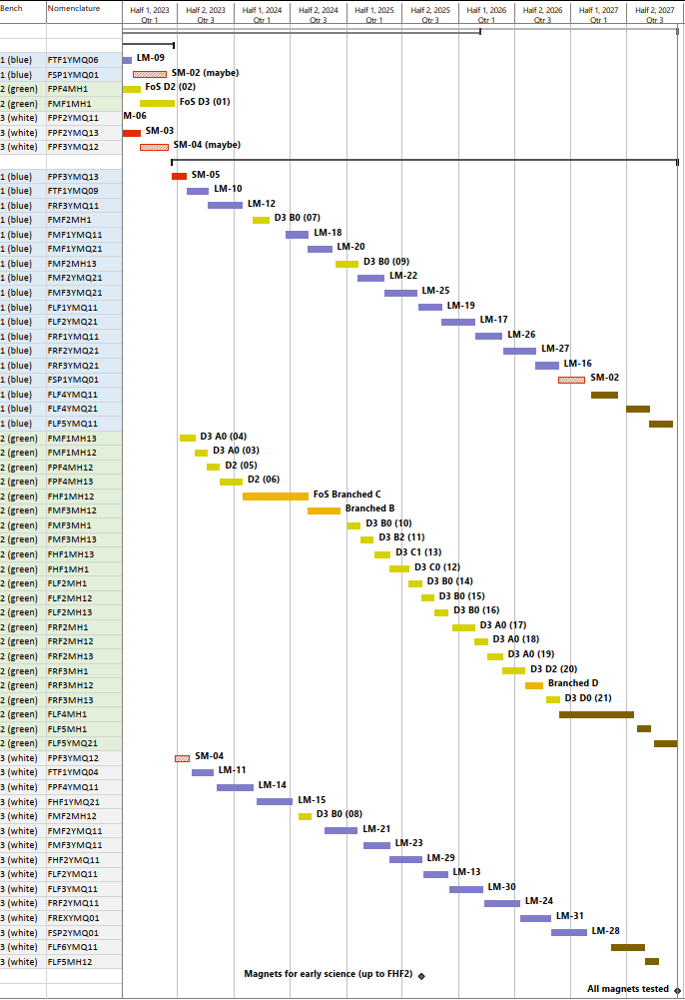 Bench Nomenclature Half 1, 2023 Half 2, 2023 Half 1, 2024 Half 2, 2024 Half 1, 2025 Half 2, 2025 Half 1, 2026 Half 2, 2026 Half 1, 2027 Half 2, 2027
Qtr 1 Qtr 3 Qtr 1 Qtr 3 Qtr 1 Qtr 3 Qtr 1 Qtr 3 Qtr 1 Qtr 3
1 (blue) FTF1YMQ06 LM-09
1 (blue) FSP1YMQ01 SM-02 (maybe)
2 (green) FPF4MH1 FoS D2 (02)
2 (green) FMF1MH1 FoS D3 (01)
3 (white) FPF2YMQ11 M-06
3 (white) FPF2YMQ13 SM-03
3 (white) FPF3YMQ12 SM-04 (maybe)
1 (blue) FPF3YMQ13 SM-05
1 (blue) FTF1YMQ09 LM-10
1 (blue) FRF3YMQ11 LM-12
1 (blue) FMF2MH1 D3 B0 (07)
1 (blue) FMF1YMQ11 LM-18
1 (blue) FMF1YMQ21 LM-20
1 (blue) FMF2MH13 D3 B0 (09)
1 (blue) FMF2YMQ21 LM-22
1 (blue) FMF3YMQ21 LM-25
1 (blue) FLF1YMQ11 LM-19
1 (blue) FLF2YMQ21 LM-17
1 (blue) FRF1YMQ11 LM-26
1 (blue) FRF2YMQ21 LM-27
1 (blue) FRF3YMQ21 LM-16
1 (blue) FSP1YMQ01 SM-02
1 (blue) FLF4YMQ11
1 (blue) FLF4YMQ21
1 (blue) FLF5YMQ11
2 (green) FMF1MH13 D3 A0 (04)
2 (green) FMF1MH12 D3 A0 (03)
2 (green) FPF4MH12 D2 (05)
2 (green) FPF4MH13 D2 (06)
2 (green) FHF1MH12 FoS Branched C
2 (green) FMF3MH12 Branched B
2 (green) FMF3MH1 D3 B0 (10)
2 (green) FMF3MH13 D3 B2 (11)
2 (green) FHF1MH13 D3 C1 (13)
2 (green) FHF1MH1 D3 C0 (12)
2 (green) FLF2MH1 D3 B0 (14)
2 (green) FLF2MH12 D3 B0 (15)
2 (green) FLF2MH13 D3 B0 (16)
2 (green) FRF2MH1 D3 A0 (17)
2 (green) FRF2MH12 D3 A0 (18)
2 (green) FRF2MH13 D3 A0 (19)
2 (green) FRF3MH1 D3 D2 (20)
2 (green) FRF3MH12 Branched D
2 (green) FRF3MH13 D3 D0 (21)
2 (green) FLF4MH1
2 (green) FLF5MH1
2 (green) FLF5YMQ21
3 (white) FPF3YMQ12 SM-04
3 (white) FTF1YMQ04 LM-11
3 (white) FPF4YMQ11 LM-14
3 (white) FHF1YMQ21 LM-15
3 (white) FMF2MH12 D3 B0 (08)
3 (white) FMF2YMQ11 LM-21
3 (white) FMF3YMQ11 LM-23
3 (white) FHF2YMQ11 LM-29
3 (white) FLF2YMQ11 LM-13
3 (white) FLF3YMQ11 LM-30
3 (white) FRF2YMQ11 LM-24
3 (white) FREXYMQ01 LM-31
3 (white) FSP2YMQ01 LM-28
3 (white) FLF6YMQ11
3 (white) FLF5MH12
Magnets for early science (up to FHF2)
All magnets tested